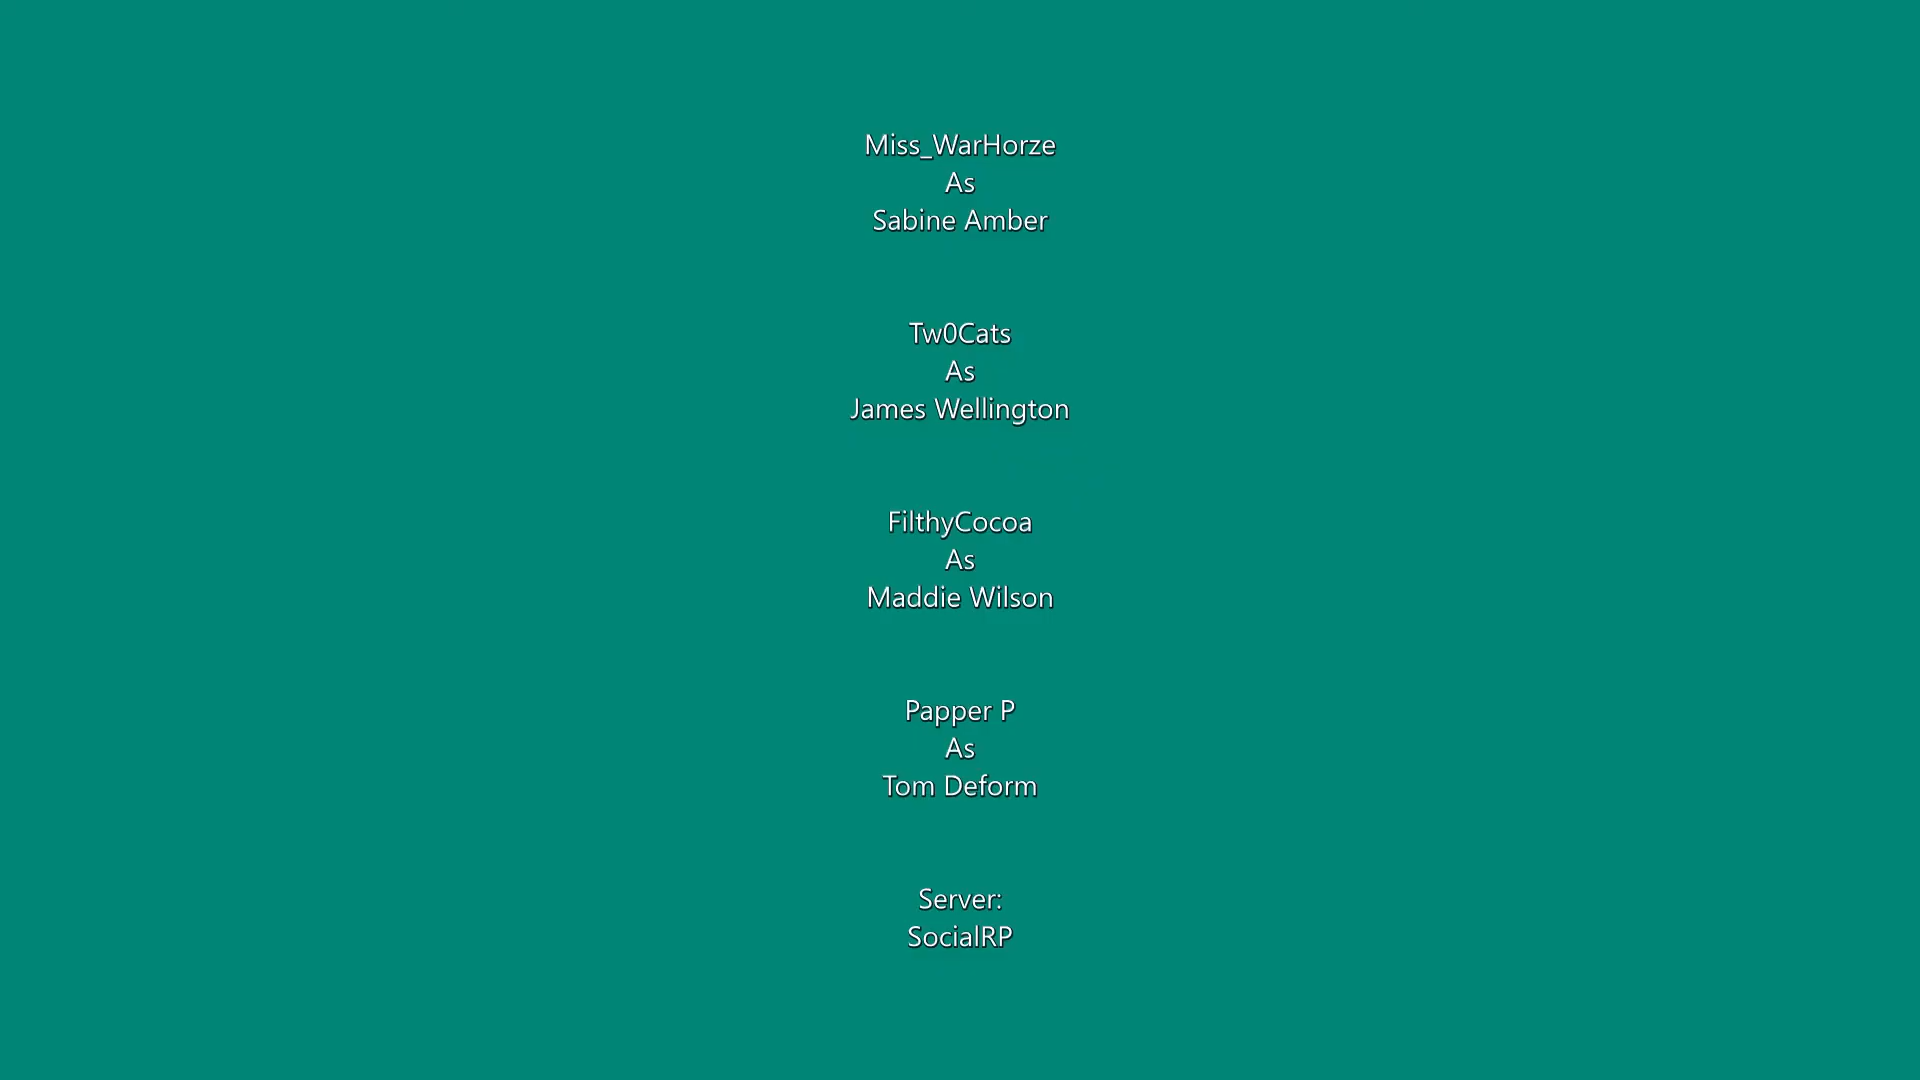 Miss_WarHorze
As
Sabine Amber
Tw0Cats
As
James Wellington
FilthyCocoa
As
Maddie Wilson
Papper P
As
Tom Deform
Server:
SocialRP